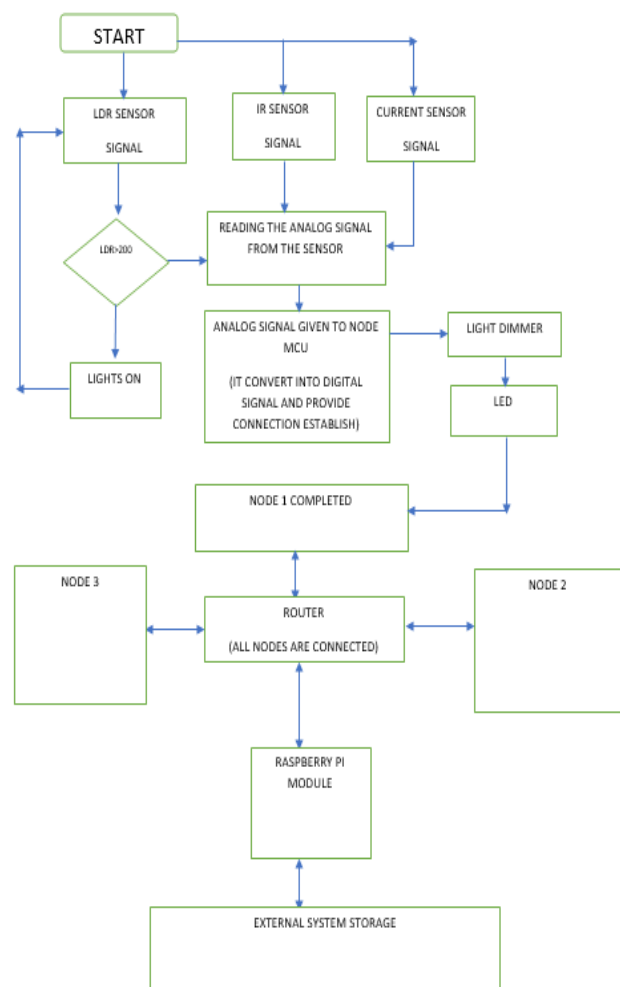 START
LDR SENSOR
SIGNAL
IR SENSOR
SIGNAL
CURRENT SENSOR
SIGNAL
LDR>200
READING THE ANALOG SIGNAL
FROM THE SENSOR
LIGHTS ON
ANALOG SIGNAL GIVEN TO NODE
MCU
(IT CONVERT INTO DIGITAL
SIGNAL AND PROVIDE
CONNECTION ESTABLISH)
LIGHT DIMMER
LED
NODE 1 COMPLETED
NODE 3
ROUTER
(ALL NODES ARE CONNECTED)
NODE 2
RASPBERRY PI
MODULE
EXTERNAL SYSTEM STORAGE